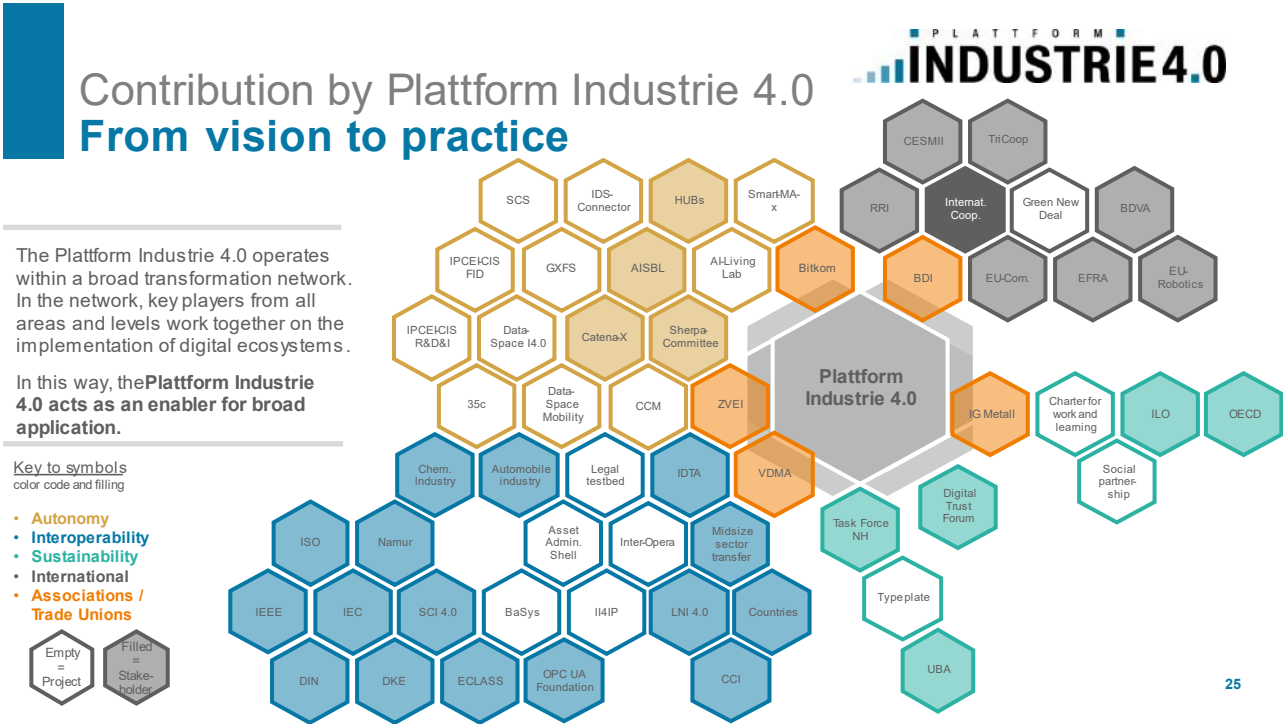 PLATTFORM
INDUSTRIE4.0
Contribution by Plattform Industrie 4.0
From vision to practice
The Plattform Industrie 4.0 operates
within a broad transformation network.
In the network, key players from all
areas and levels work together on the
implementation of digital ecosystems.
In this way, thePlattform Industrie
4.0 acts as an enabler for broad
application.
Key to symbols
color code and filling
• Autonomy
• Interoperability
• Sustainability
• International
• Associations /
Trade Unions
Empty
=
Project
Filled
=
Stake-
holder
CESMII
TriCoop
RRI
Internat.
Coop.
Green New
Deal
BDVA
BDI
EU-Com.
EFRA
EU-
Robotics
SCS
IDS-
Connector
HUBs
Smart-MA-
x
IPCEI-CIS
FID
GXFS
AISBL
AI-Living
Lab
Bitkom
IPCEI-CIS
R&D&I
Data-
Space I4.0
Catena-X
Sherpa-
Committee
35c
Data-
Space
Mobility
CCM
ZVEI
Plattform
Industrie 4.0
IG Metall
Charter for
work and
learning
ILO
OECD
Social
partner-
ship
Chem.
Industry
Automobile
industry
Legal
testbed
IDTA
VDMA
Digital
Trust
Forum
Task Force
NH
ISO
Namur
Asset
Admin.
Shell
Inter-Opera
Midsize
sector
transfer
Typeplate
IEEE
IEC
SCI 4.0
BaSys
II4IP
LNI 4.0
Countries
DIN
DKE
ECLASS
OPC UA
Foundation
CCI
UBA
25